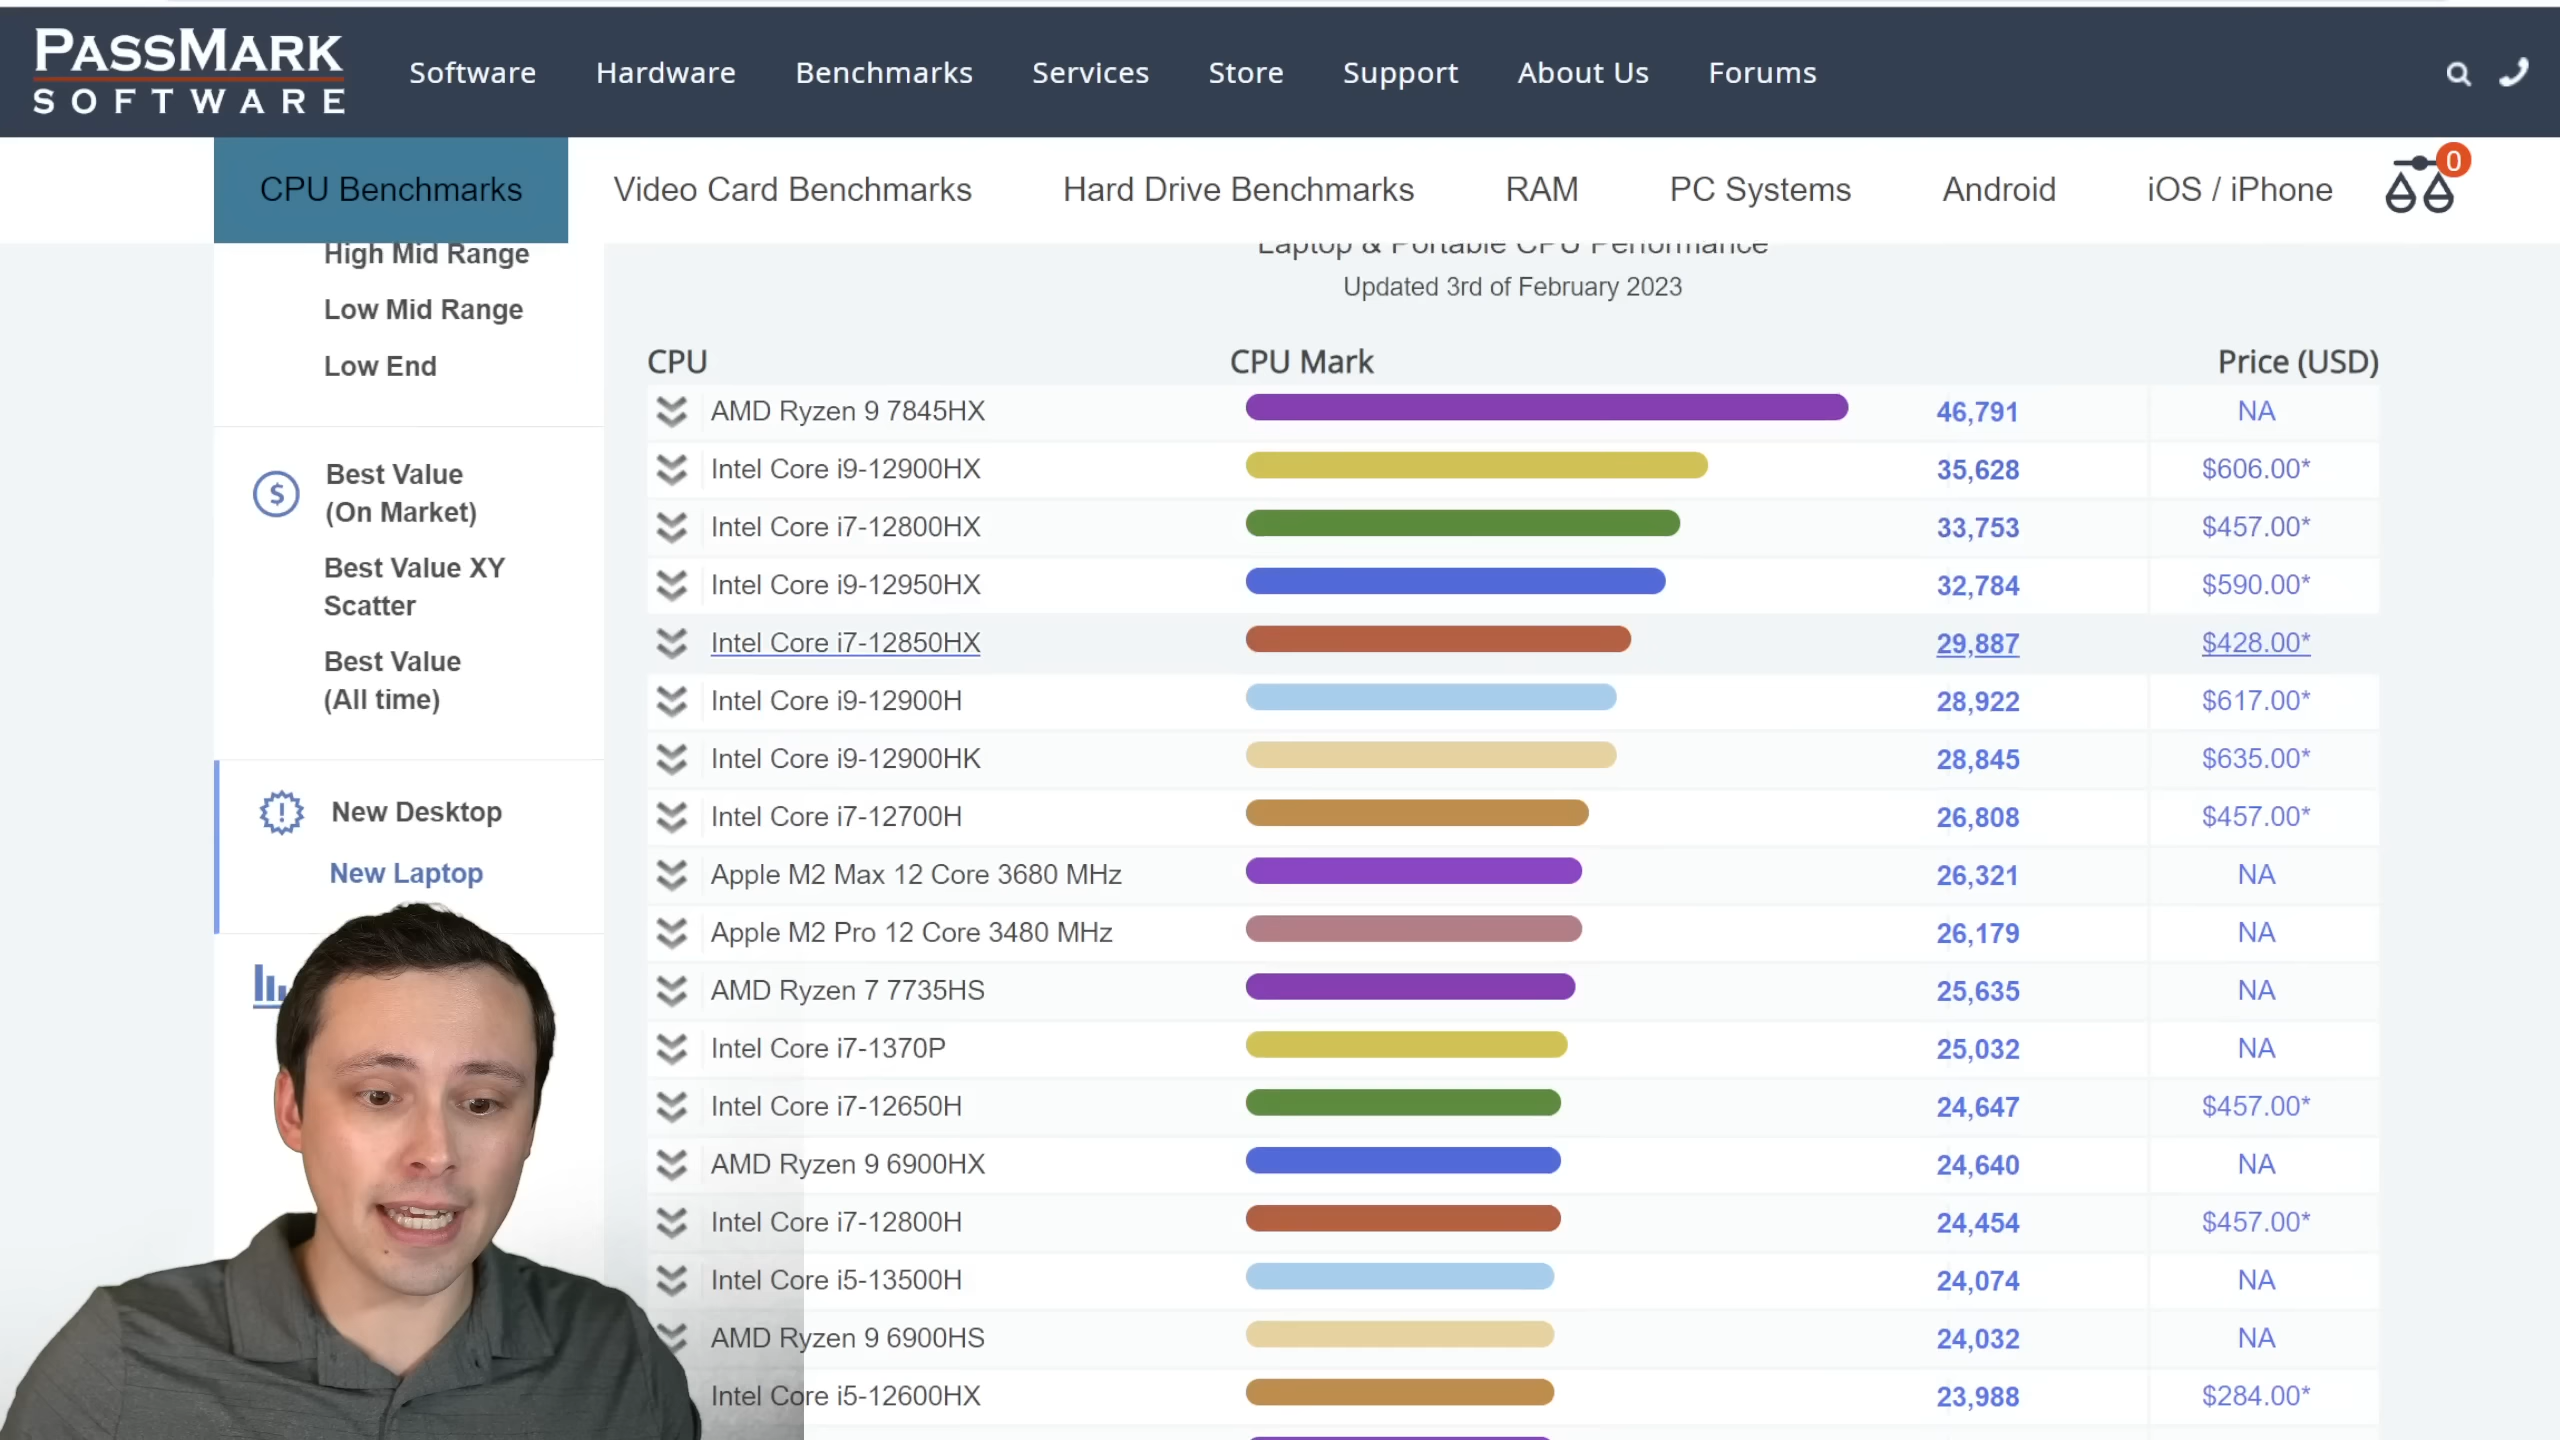 PASSMARK
SOFTWARE
Software Hardware Benchmarks Services Store Support About Us Forums
CPU Benchmarks Video Card Benchmarks Hard Drive Benchmarks RAM PC Systems Android iOS / iPhone 0
High Mid Range
Low Mid Range
Low End
Best Value
(On Market)
Best Value XY
Scatter
Best Value
(All time)
New Desktop
New Laptop
Laptop & Portable CPU Performance
Updated 3rd of February 2023
CPU CPU Mark Price (USD)
AMD Ryzen 9 7845HX 46,791 NA
Intel Core i9-12900HX 35,628 $606.00*
Intel Core i7-12800HX 33,753 $457.00*
Intel Core i9-12950HX 32,784 $590.00*
Intel Core i7-12850HX 29,887 $428.00*
Intel Core i9-12900H 28,922 $617.00*
Intel Core i9-12900HK 28,845 $635.00*
Intel Core i7-12700H 26,808 $457.00*
Apple M2 Max 12 Core 3680 MHz 26,321 NA
Apple M2 Pro 12 Core 3480 MHz 26,179 NA
AMD Ryzen 7 7735HS 25,635 NA
Intel Core i7-1370P 25,032 NA
Intel Core i7-12650H 24,647 $457.00*
AMD Ryzen 9 6900HX 24,640 NA
Intel Core i7-12800H 24,454 $457.00*
Intel Core i5-13500H 24,074 NA
AMD Ryzen 9 6900HS 24,032 NA
Intel Core i5-12600HX 23,988 $284.00*